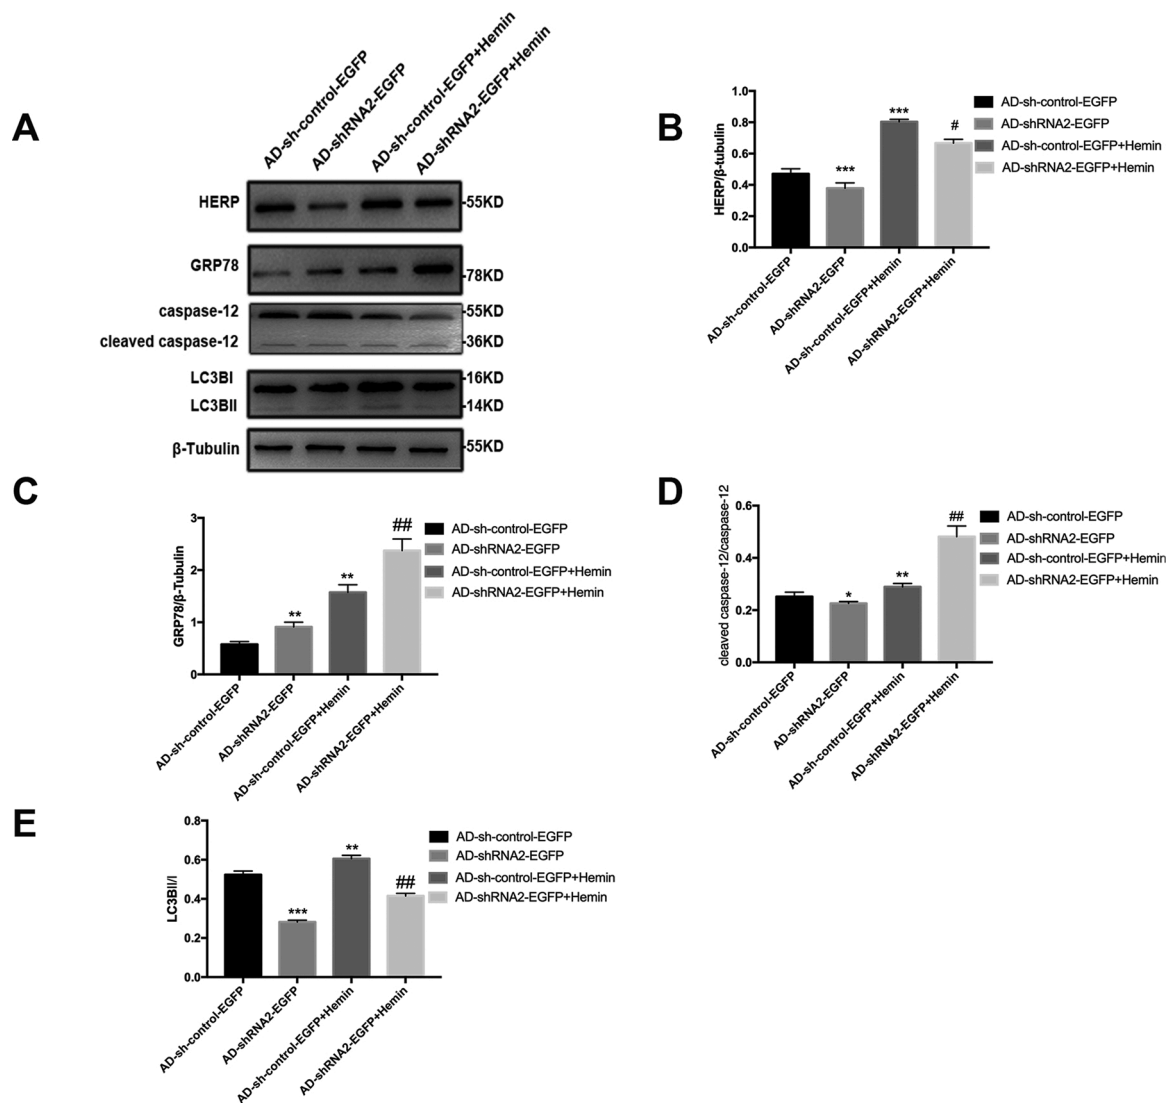 A
AD-sh-control-EGFP
AD-shRNA2-EGFP
AD-sh-control-EGFP+Hemin
AD-shRNA2-EGFP+Hemin
HERP
-55KD
GRP78
-78KD
caspase-12
-55KD
cleaved caspase-12
-36KD
LC3BI
-16KD
LC3BII
-14KD
β-Tubulin
-55KD
B
HERP/β-tubulin
1.0
0.8
0.6
0.4
0.2
0.0
***
***
#
AD-sh-control-EGFP
AD-shRNA2-EGFP
AD-sh-control-EGFP+Hemin
AD-shRNA2-EGFP+Hemin
AD-sh-control-EGFP
AD-shRNA2-EGFP
AD-sh-control-EGFP+Hemin
AD-shRNA2-EGFP+Hemin
C
GRP78/β-Tubulin
3
2
1
0
**
**
##
AD-sh-control-EGFP
AD-shRNA2-EGFP
AD-sh-control-EGFP+Hemin
AD-shRNA2-EGFP+Hemin
AD-sh-control-EGFP
AD-shRNA2-EGFP
AD-sh-control-EGFP+Hemin
AD-shRNA2-EGFP+Hemin
D
cleaved caspase-12/caspase-12
0.6
0.4
0.2
0.0
*
**
##
AD-sh-control-EGFP
AD-shRNA2-EGFP
AD-sh-control-EGFP+Hemin
AD-shRNA2-EGFP+Hemin
AD-sh-control-EGFP
AD-shRNA2-EGFP
AD-sh-control-EGFP+Hemin
AD-shRNA2-EGFP+Hemin
E
LC3BII/I
0.8
0.6
0.4
0.2
0.0
***
**
##
AD-sh-control-EGFP
AD-shRNA2-EGFP
AD-sh-control-EGFP+Hemin
AD-shRNA2-EGFP+Hemin
AD-sh-control-EGFP
AD-shRNA2-EGFP
AD-sh-control-EGFP+Hemin
AD-shRNA2-EGFP+Hemin